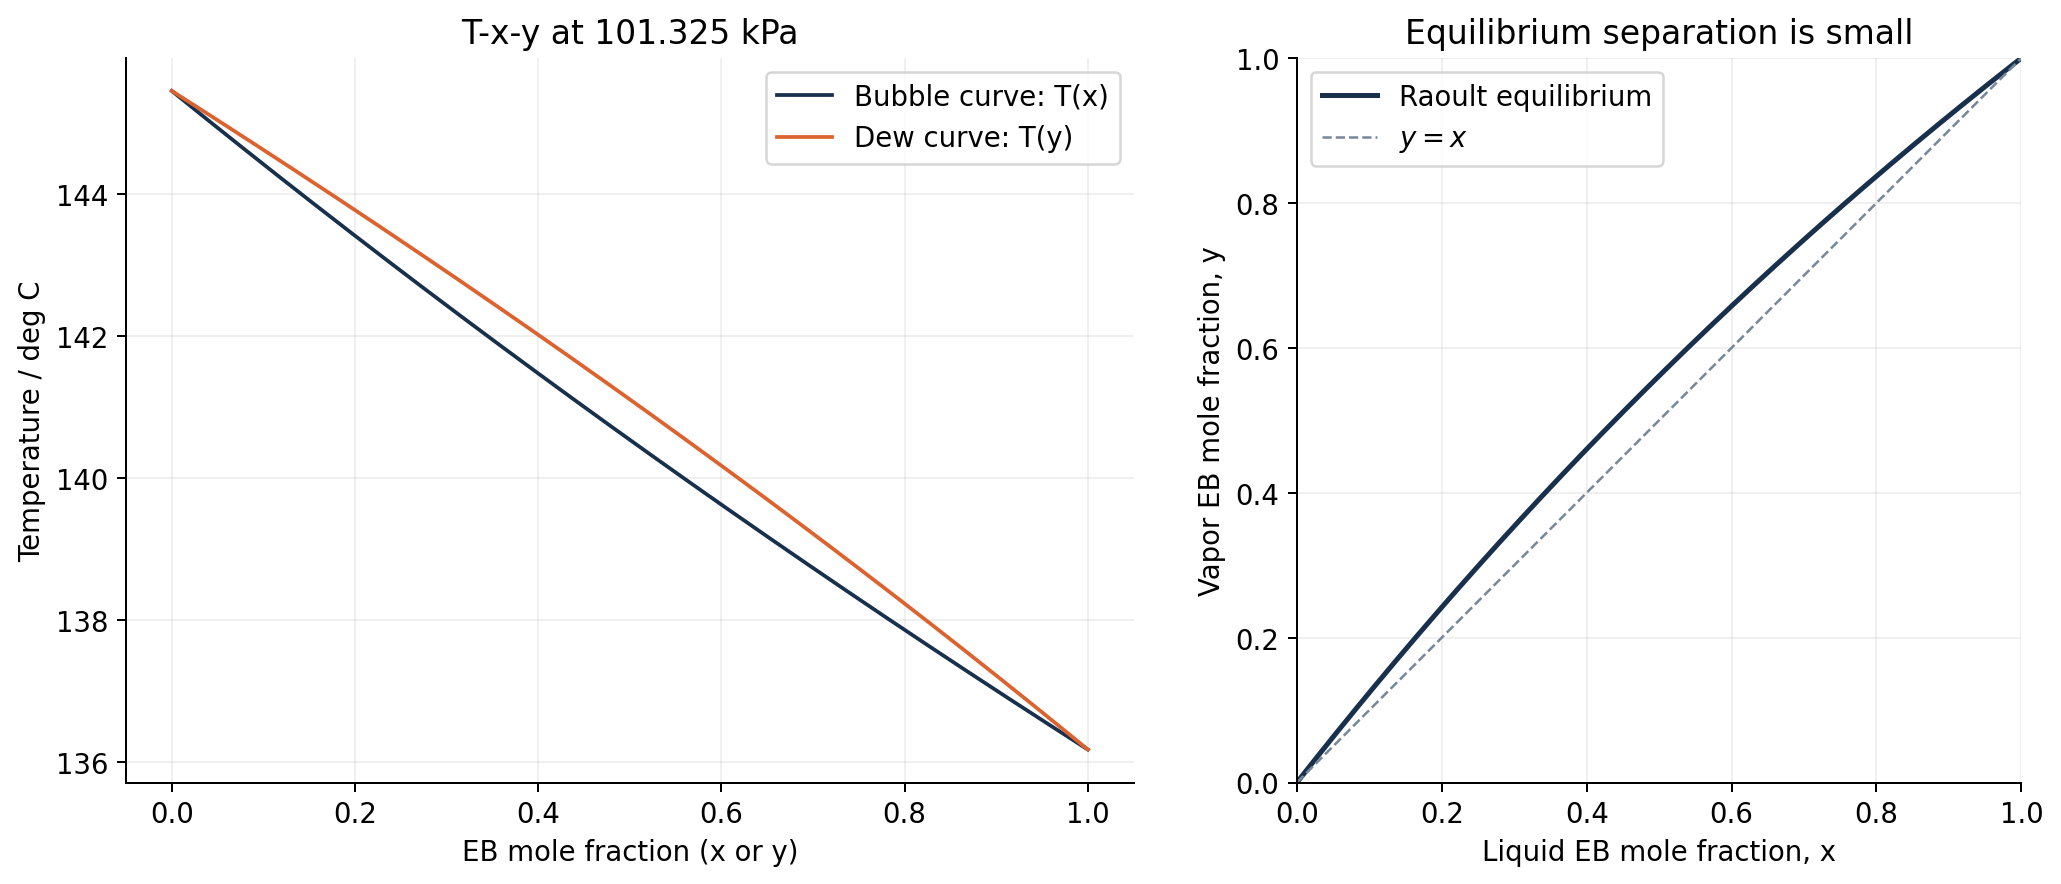 T-x-y at 101.325 kPa
Bubble curve: T(x)
Dew curve: T(y)
Temperature / deg C
144
142
140
138
136
0.0 0.2 0.4 0.6 0.8 1.0
EB mole fraction (x or y)
Equilibrium separation is small
Raoult equilibrium
y = x
Vapor EB mole fraction, y
1.0
0.8
0.6
0.4
0.2
0.0
0.0 0.2 0.4 0.6 0.8 1.0
Liquid EB mole fraction, x